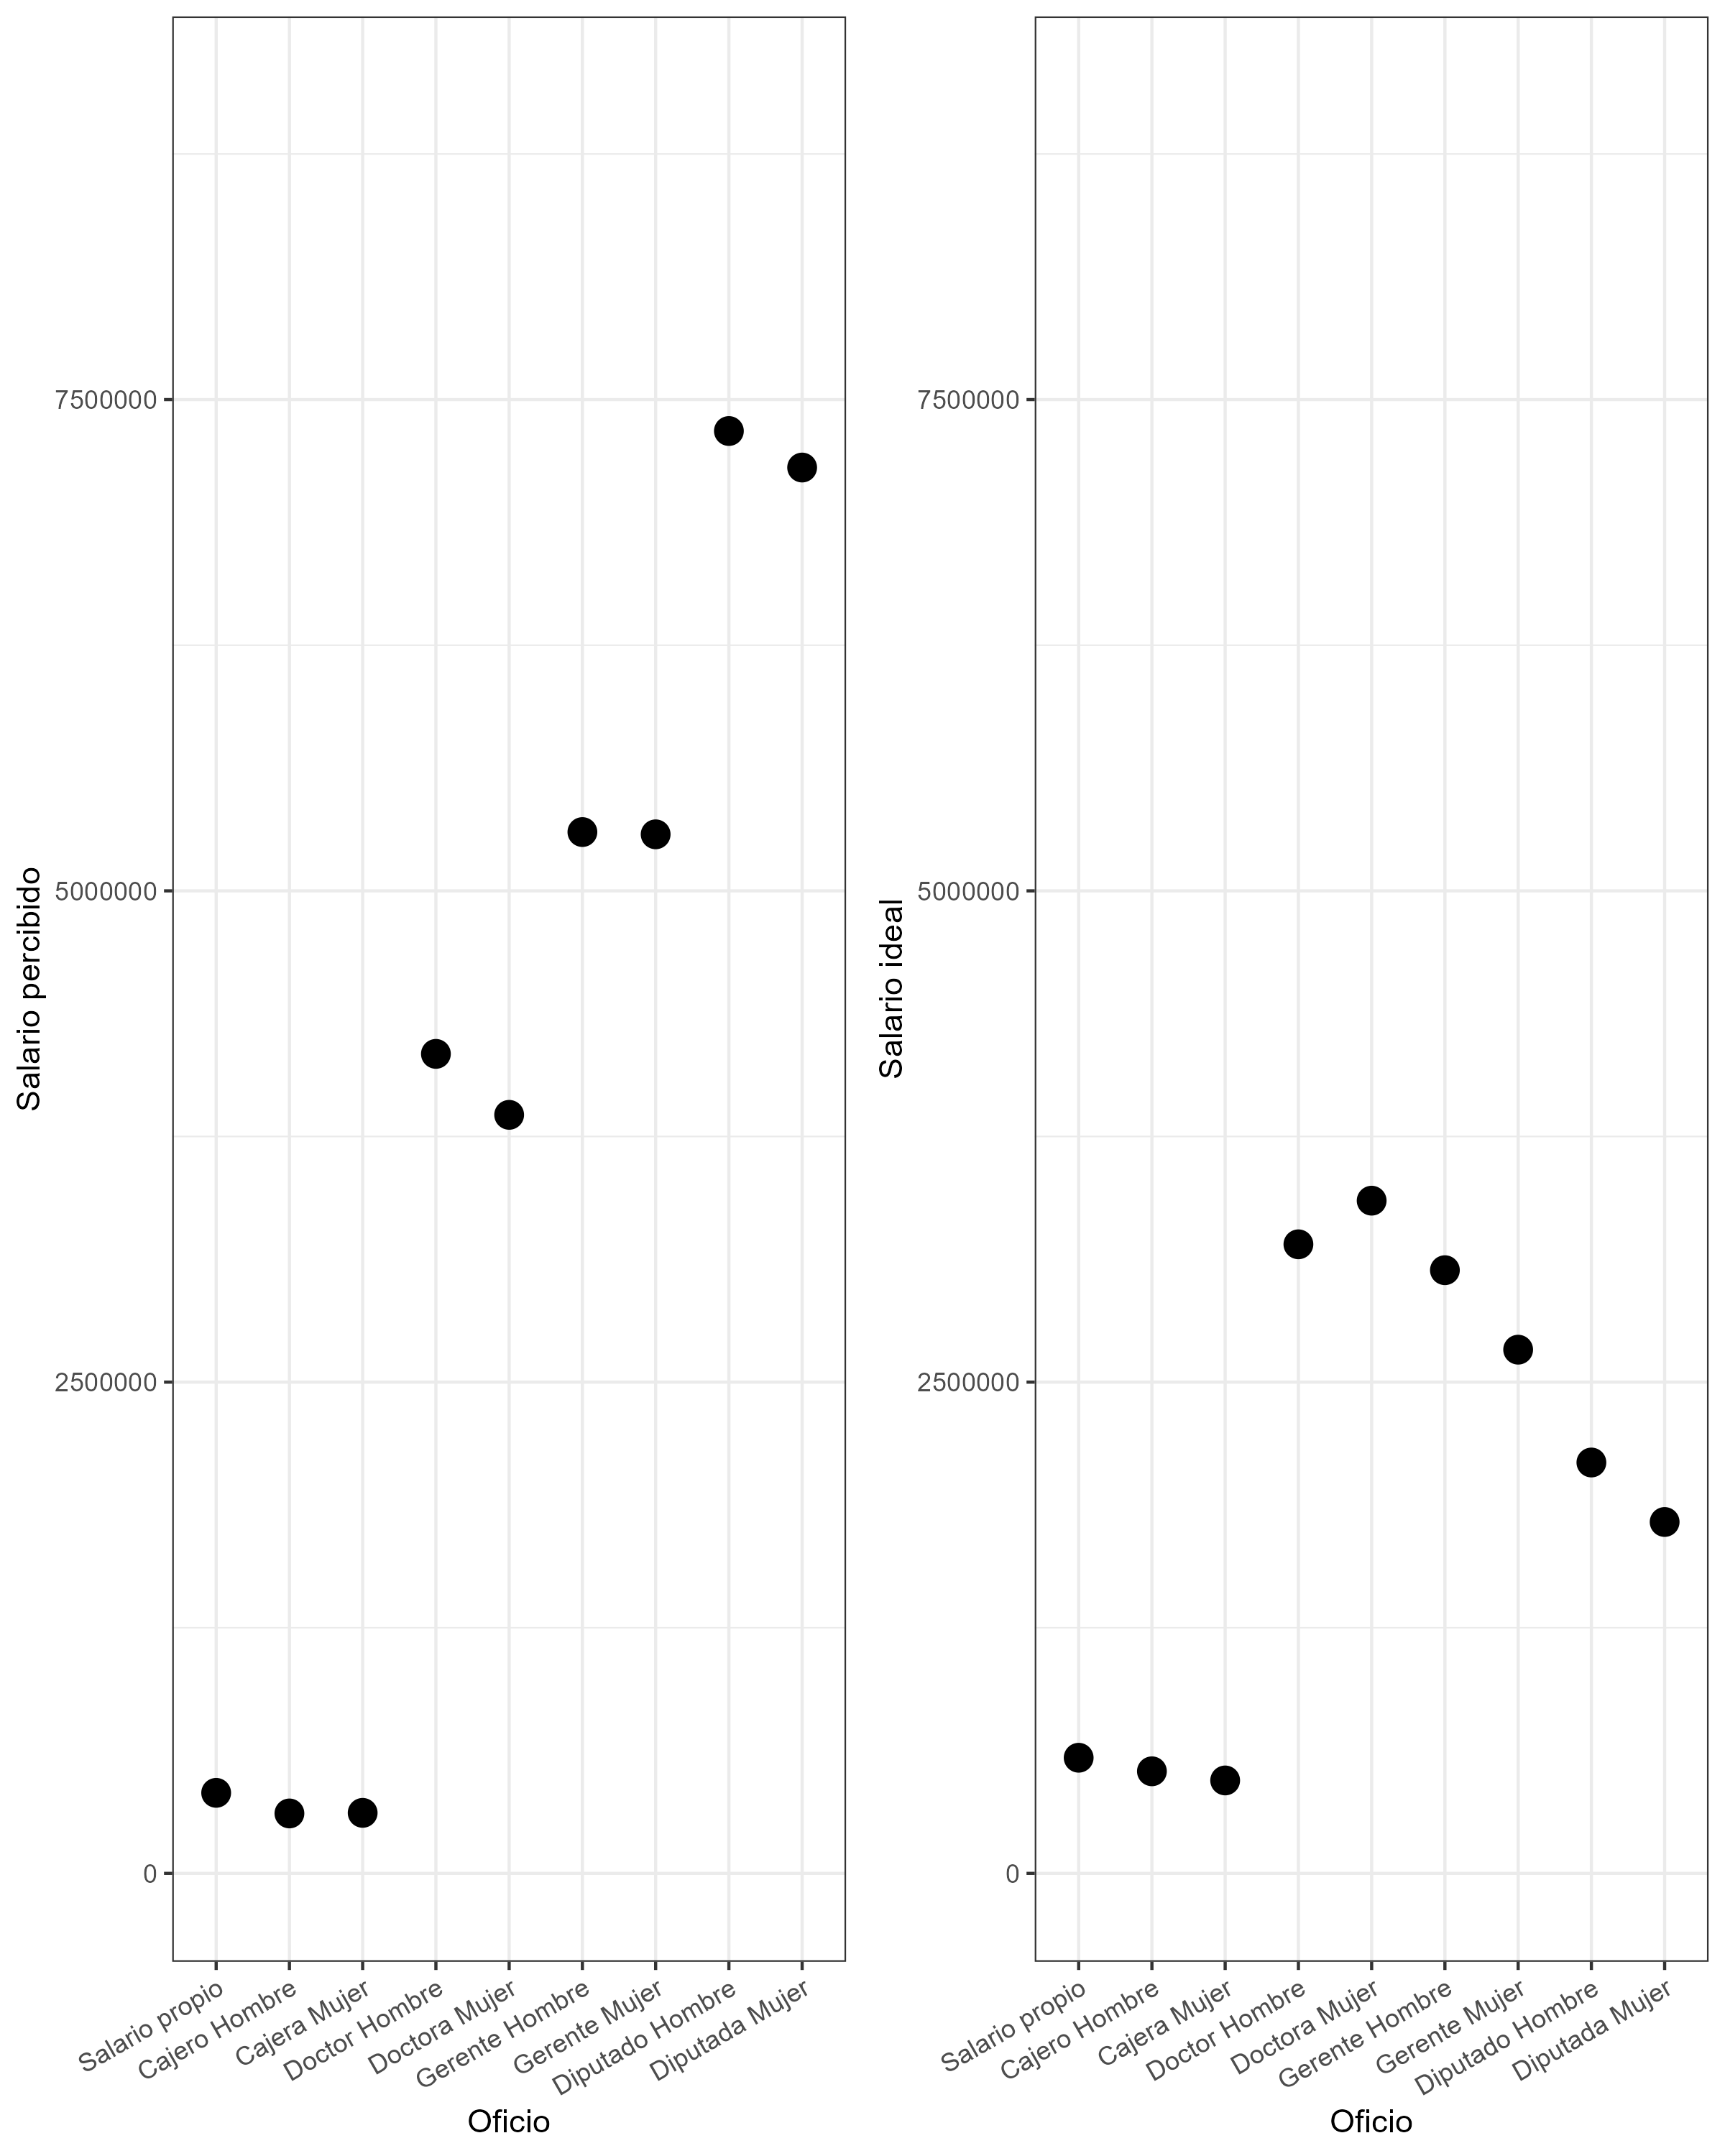 Salario percibido
7500000
5000000
2500000
0
Salario propio
Cajero Hombre
Cajera Mujer
Doctor Hombre
Doctora Mujer
Gerente Hombre
Gerente Mujer
Diputado Hombre
Diputada Mujer
Oficio
Salario ideal
7500000
5000000
2500000
0
Salario propio
Cajero Hombre
Cajera Mujer
Doctor Hombre
Doctora Mujer
Gerente Hombre
Gerente Mujer
Diputado Hombre
Diputada Mujer
Oficio